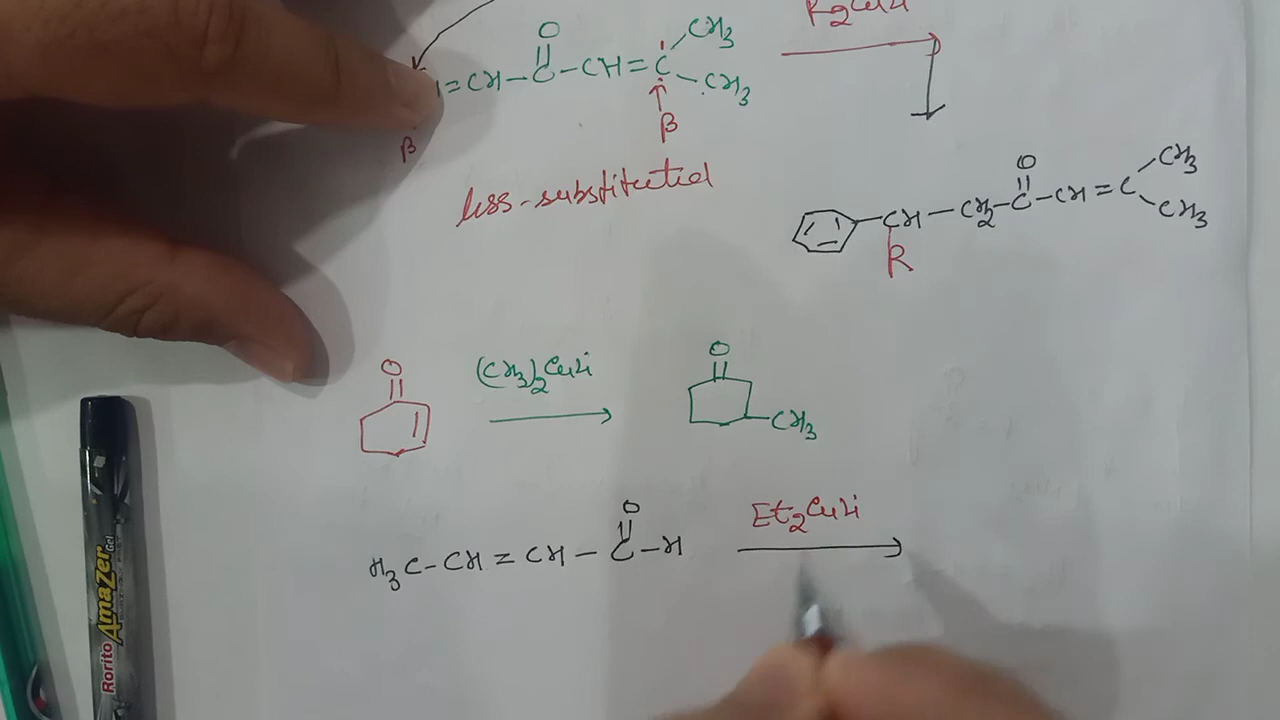 R2CuLi
O CH3
=CH-C-CH=C
CH3
β β
less-substituted
O CH3
CH-CH2-C-CH=C
CH3
R
O (CH3)2CuLi O
CH3
O Et2CuLi
H3C-CH=CH-C-H
Rorito AmaZer Gel